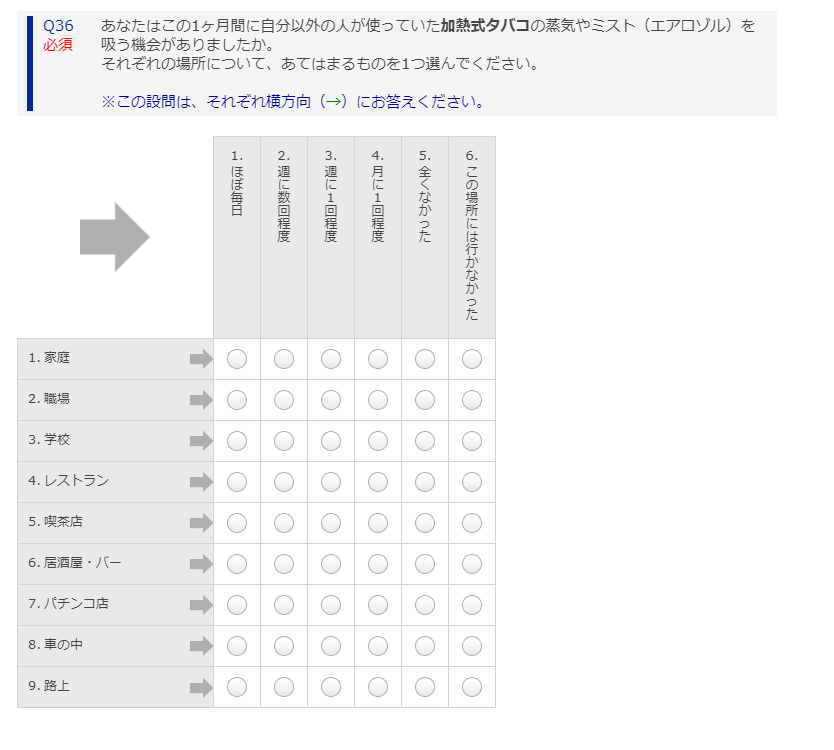 Q36 あなたはこの1ヶ月間に自分以外の人が使っていた加熱式タバコの蒸気やミスト（エアロゾル）を
必須 吸う機会がありましたか。
それぞれの場所について、あてはまるものを1つ選んでください。
※この設問は、それぞれ横方向（→）にお答えください。
1. ほぼ毎日
2. 週に数回程度
3. 週に1回程度
4. 月に1回程度
5. 全くなかった
6. この場所には行かなかった
1. 家庭
2. 職場
3. 学校
4. レストラン
5. 喫茶店
6. 居酒屋・バー
7. パチンコ店
8. 車の中
9. 路上